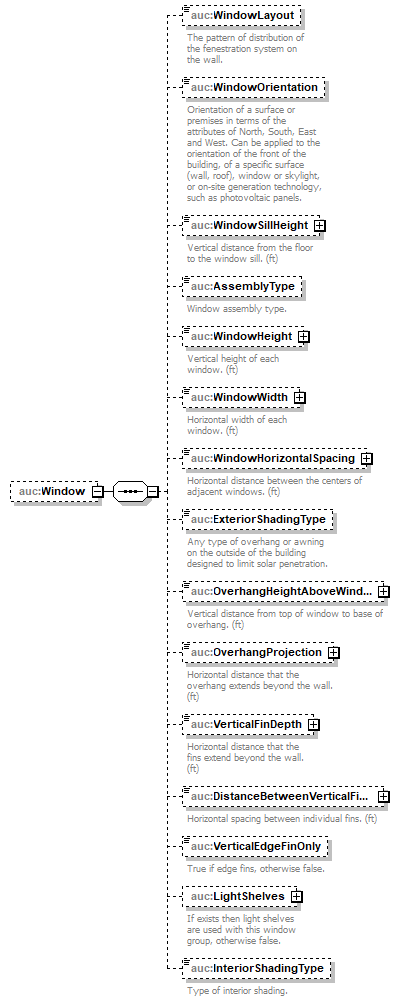 auc:WindowLayout
The pattern of distribution of
the fenestration system on
the wall.
auc:WindowOrientation
Orientation of a surface or
premises in terms of the
attributes of North, South, East
and West. Can be applied to the
orientation of the front of the
building, of a specific surface
(wall, roof), window or skylight,
or on-site generation technology,
such as photovoltaic panels.
auc:WindowSillHeight
Vertical distance from the floor
to the window sill. (ft)
auc:AssemblyType
Window assembly type.
auc:WindowHeight
Vertical height of each
window. (ft)
auc:WindowWidth
Horizontal width of each
window. (ft)
auc:WindowHorizontalSpacing
Horizontal distance between the centers of
adjacent windows. (ft)
auc:Window
auc:ExteriorShadingType
Any type of overhang or awning
on the outside of the building
designed to limit solar penetration.
auc:OverhangHeightAboveWind...
Vertical distance from top of window to base of
overhang. (ft)
auc:OverhangProjection
Horizontal distance that the
overhang extends beyond the wall.
(ft)
auc:VerticalFinDepth
Horizontal distance that the
fins extend beyond the wall.
(ft)
auc:DistanceBetweenVerticalFi...
Horizontal spacing between individual fins. (ft)
auc:VerticalEdgeFinOnly
True if edge fins, otherwise false.
auc:LightShelves
If exists then light shelves
are used with this window
group, otherwise false.
auc:InteriorShadingType
Type of interior shading.